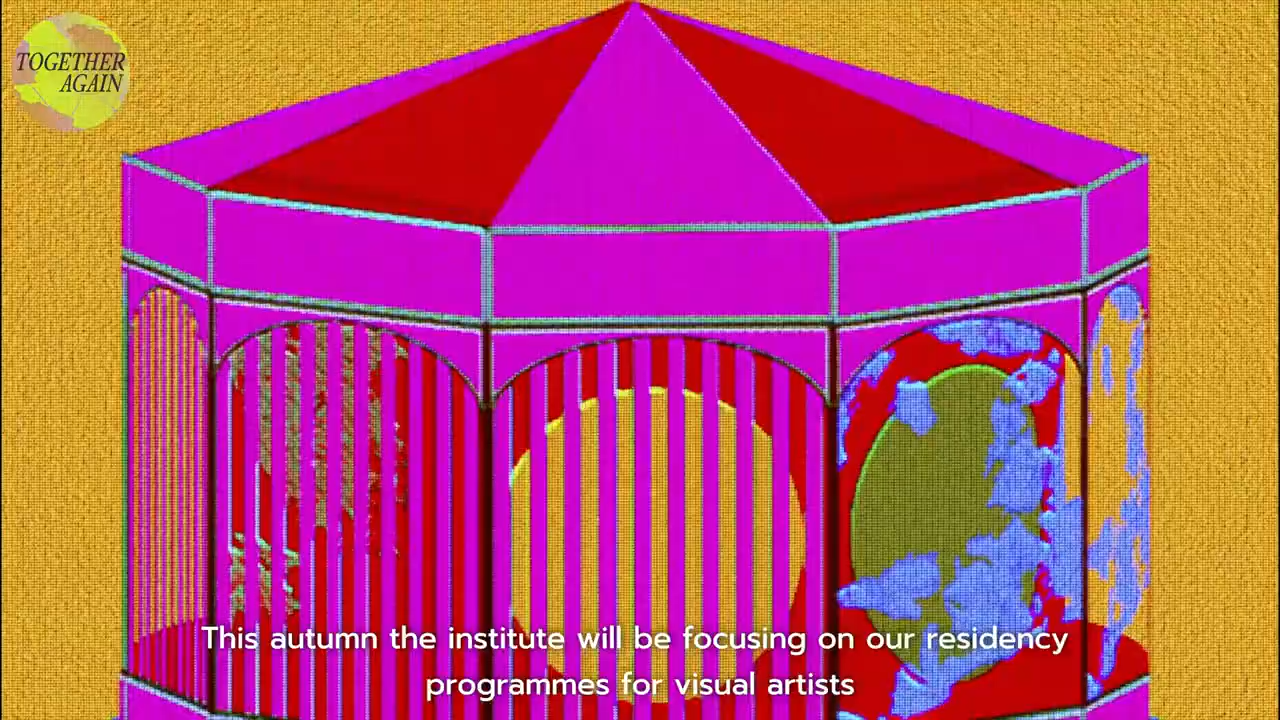 TOGETHER
AGAIN
This autumn the institute will be focusing on our residency
programmes for visual artists